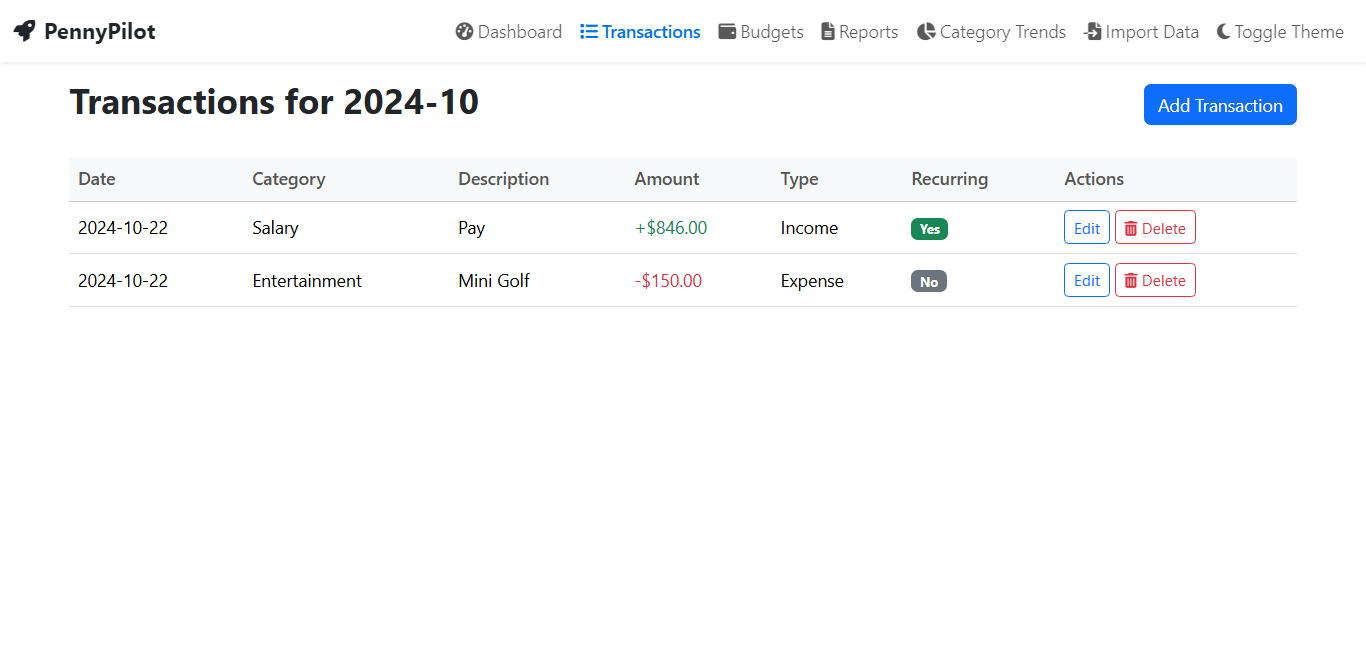 PennyPilot Dashboard Transactions Budgets Reports Category Trends Import Data Toggle Theme
Transactions for 2024-10 Add Transaction
Date Category Description Amount Type Recurring Actions
2024-10-22 Salary Pay +$846.00 Income Yes Edit Delete
2024-10-22 Entertainment Mini Golf -$150.00 Expense No Edit Delete